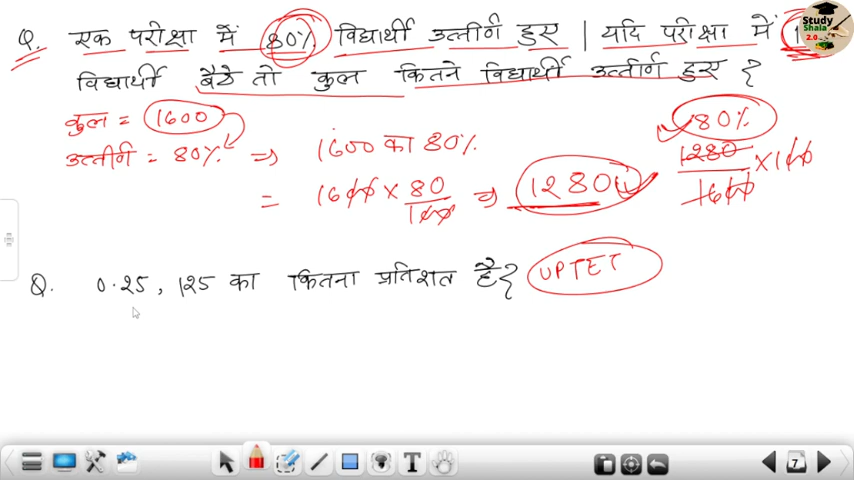 Q. एक परीक्षा में 80% विद्यार्थी उत्तीर्ण हुए | यदि परीक्षा में
विद्यार्थी बैठे तो कुल कितने विद्यार्थी उत्तीर्ण हुए ?
कुल = 1600
उत्तीर्ण = 80% ⇒ 1600 का 80%
= 1600 × 80/100 ⇒ 1280
80%
1280/1600 × 100
Q. 0.25, 125 का कितना प्रतिशत है? UPTET
Study
Shala
2.0
T
7